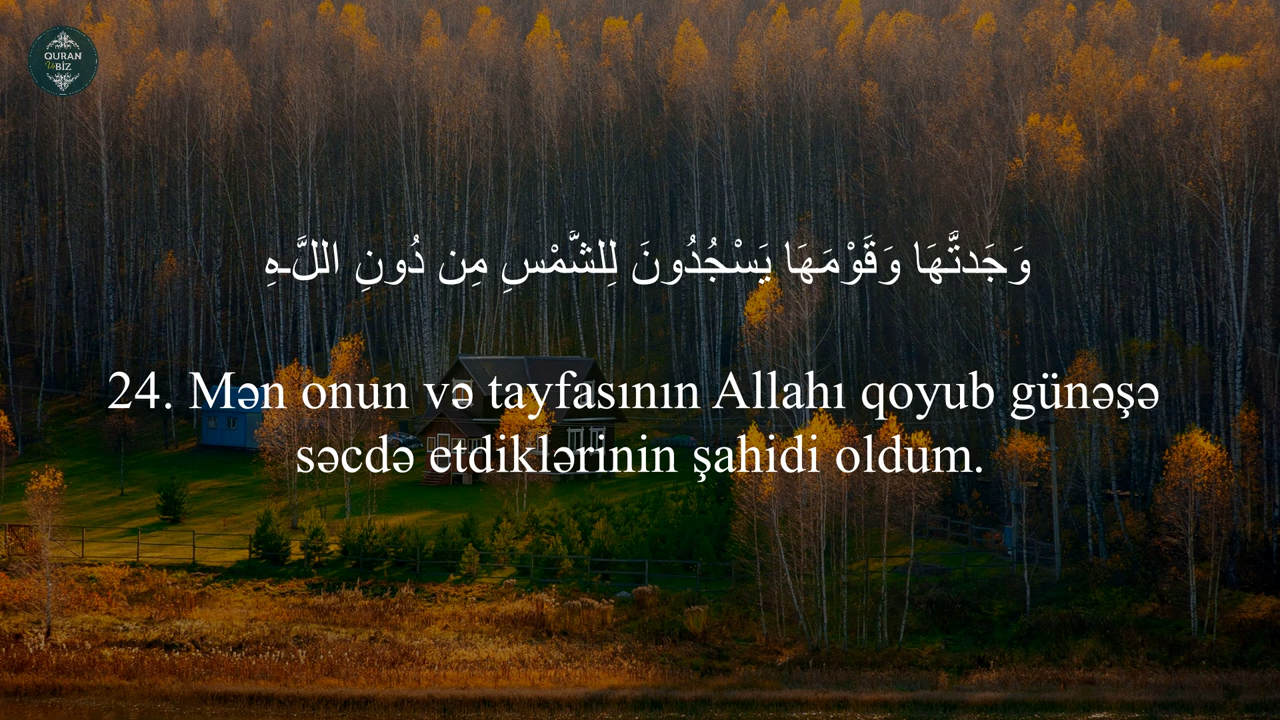 QURAN
Və BİZ
وَجَدتَّهَا وَقَوْمَهَا يَسْجُدُونَ لِلشَّمْسِ مِن دُونِ اللَّـهِ
24. Mən onun və tayfasının Allahı qoyub günəşə
səcdə etdiklərinin şahidi oldum.